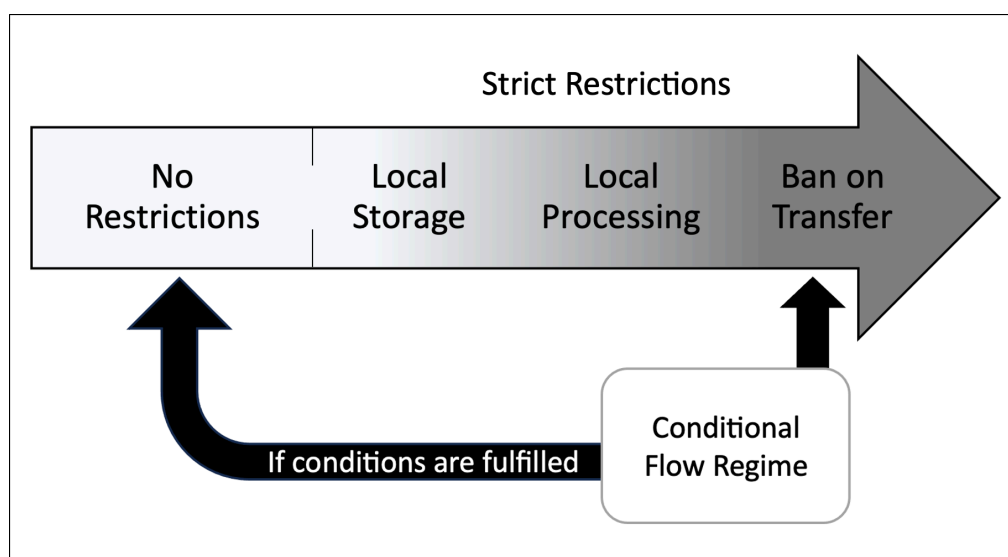 Strict Restrictions
No
Restrictions
Local
Storage
Local
Processing
Ban on
Transfer
If conditions are fulfilled
Conditional
Flow Regime